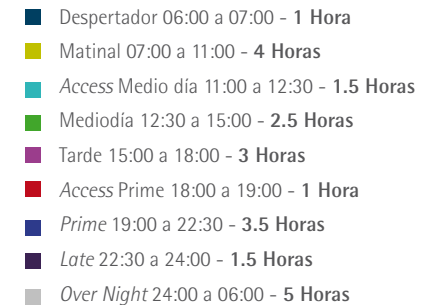 Despertador 06:00 a 07:00 - 1 Hora
Matinal 07:00 a 11:00 - 4 Horas
Access Medio día 11:00 a 12:30 - 1.5 Horas
Mediodía 12:30 a 15:00 - 2.5 Horas
Tarde 15:00 a 18:00 - 3 Horas
Access Prime 18:00 a 19:00 - 1 Hora
Prime 19:00 a 22:30 - 3.5 Horas
Late 22:30 a 24:00 - 1.5 Horas
Over Night 24:00 a 06:00 - 5 Horas